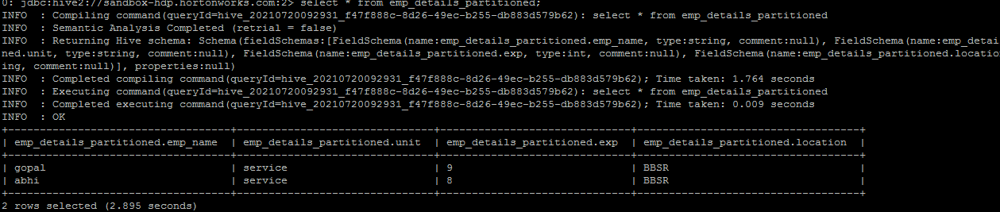 0: jdbc:hive2://sandbox-hdp.hortonworks.com:2> select * from emp_details_partitioned;
INFO  : Compiling command(queryId=hive_20210720092931_f47f888c-8d26-49ec-b255-db883d579b62): select * from emp_details_partitioned
INFO  : Semantic Analysis Completed (retrial = false)
INFO  : Returning Hive schema: Schema(fieldSchemas:[FieldSchema(name:emp_details_partitioned.emp_name, type:string, comment:null), FieldSchema(name:emp_detai
ned.unit, type:string, comment:null), FieldSchema(name:emp_details_partitioned.exp, type:int, comment:null), FieldSchema(name:emp_details_partitioned.locatio
ing, comment:null)], properties:null)
INFO  : Completed compiling command(queryId=hive_20210720092931_f47f888c-8d26-49ec-b255-db883d579b62); Time taken: 1.764 seconds
INFO  : Executing command(queryId=hive_20210720092931_f47f888c-8d26-49ec-b255-db883d579b62): select * from emp_details_partitioned
INFO  : Completed executing command(queryId=hive_20210720092931_f47f888c-8d26-49ec-b255-db883d579b62); Time taken: 0.009 seconds
INFO  : OK
| emp_details_partitioned.emp_name | emp_details_partitioned.unit | emp_details_partitioned.exp | emp_details_partitioned.location |
| gopal | service | 9 | BBSR |
| abhi | service | 8 | BBSR |
2 rows selected (2.895 seconds)